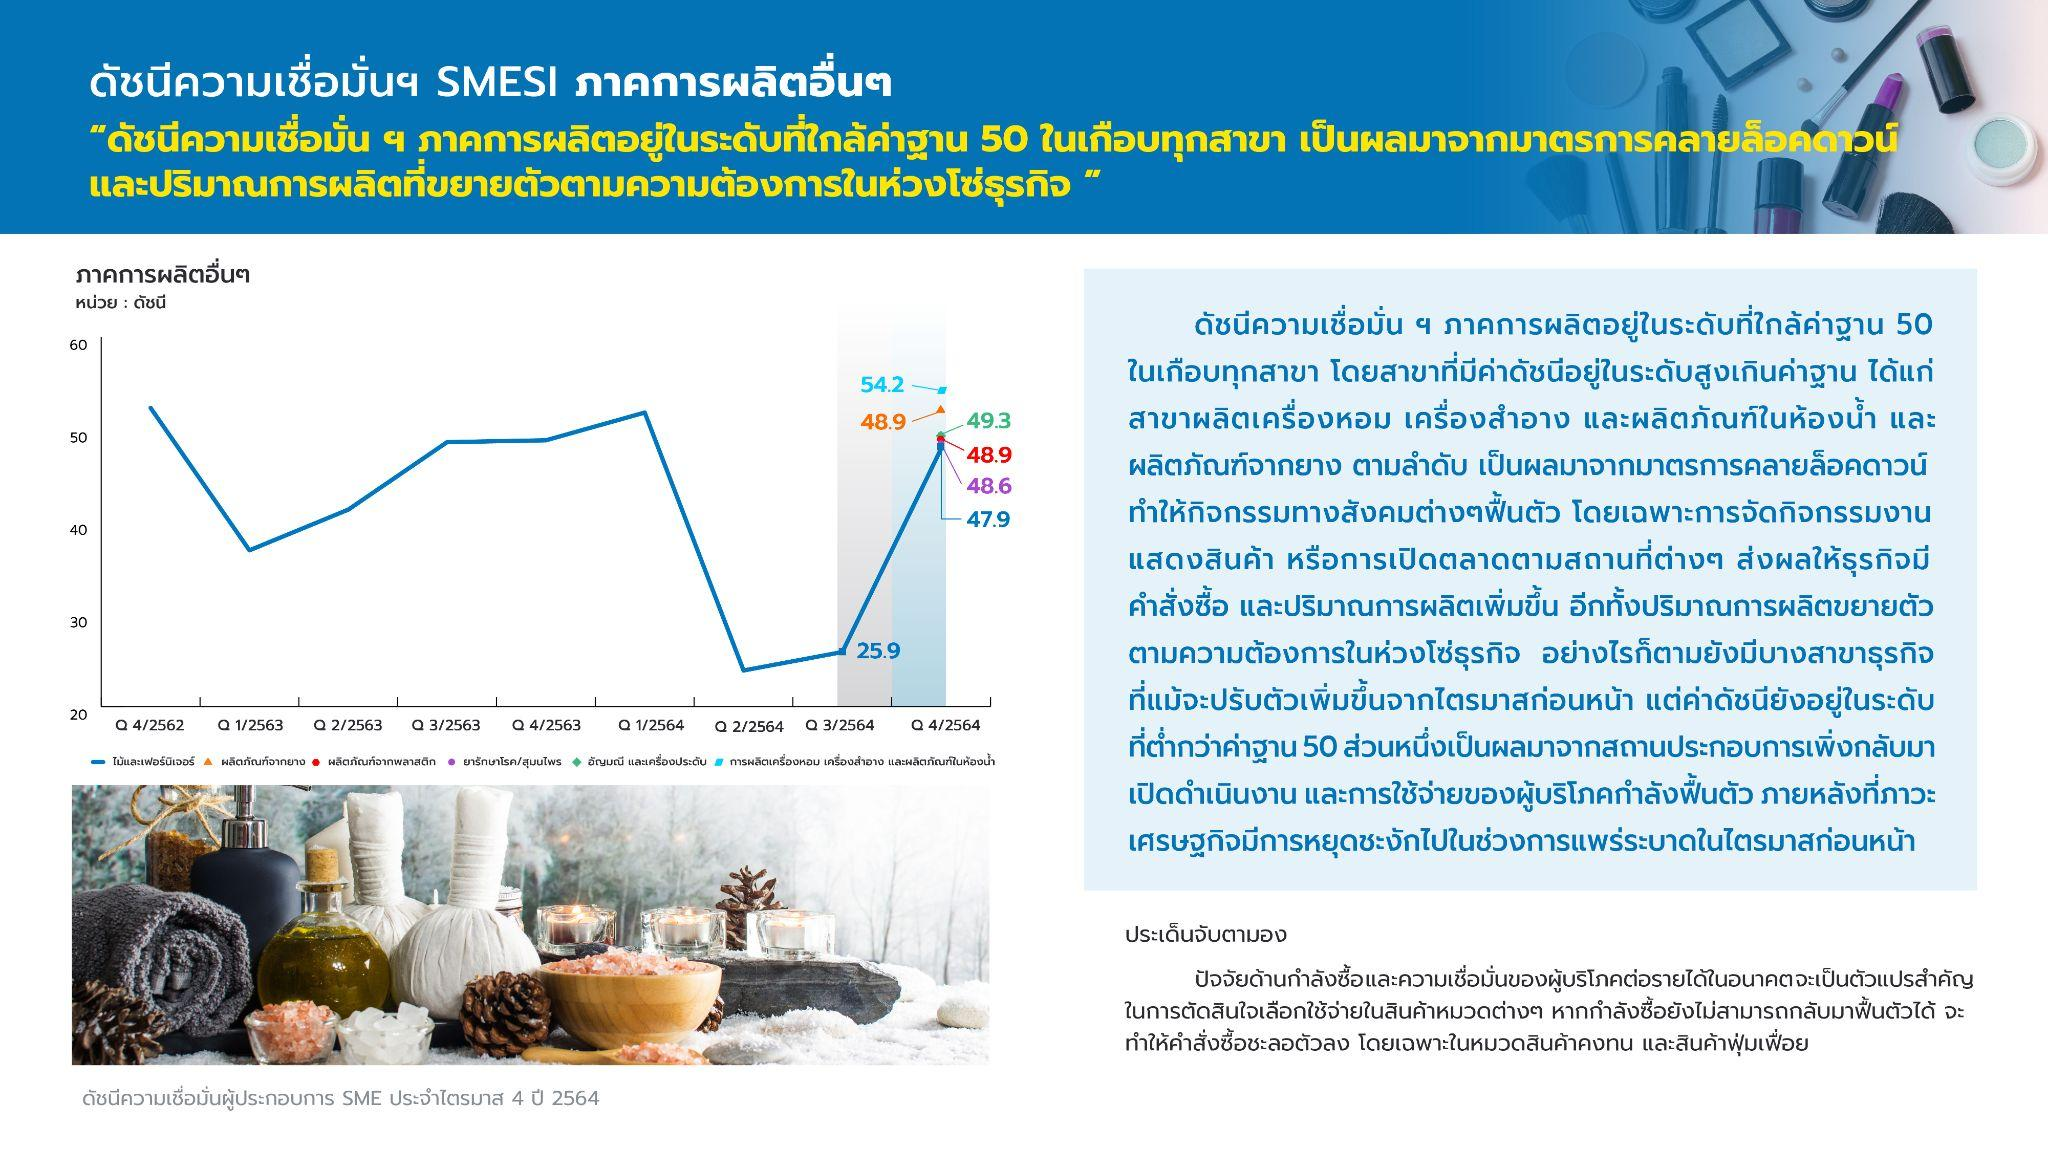 ดัชนีความเชื่อมั่นฯ SMESI ภาคการผลิตอื่นๆ
“ดัชนีความเชื่อมั่น ฯ ภาคการผลิตอยู่ในระดับที่ใกล้ค่าฐาน 50 ในเกือบทุกสาขา เป็นผลมาจากมาตรการคลายล็อคดาวน์
และปริมาณการผลิตที่ขยายตัวตามความต้องการในห่วงโซ่ธุรกิจ ”
ภาคการผลิตอื่นๆ
หน่วย : ดัชนี
60
50
40
30
20
54.2
48.9
49.3
48.9
48.6
47.9
25.9
Q 4/2562 Q 1/2563 Q 2/2563 Q 3/2563 Q 4/2563 Q 1/2564 Q 2/2564 Q 3/2564 Q 4/2564
ไม้และเฟอร์นิเจอร์ ผลิตภัณฑ์จากยาง ผลิตภัณฑ์จากพลาสติก ยารักษาโรค/สุมนไพร อัญมณี และเครื่องประดับ การผลิตเครื่องหอม เครื่องสำอาง และผลิตภัณฑ์ในห้องน้ำ
ดัชนีความเชื่อมั่น ฯ ภาคการผลิตอยู่ในระดับที่ใกล้ค่าฐาน 50
ในเกือบทุกสาขา โดยสาขาที่มีค่าดัชนีอยู่ในระดับสูงเกินค่าฐาน ได้แก่
สาขาผลิตเครื่องหอม เครื่องสำอาง และผลิตภัณฑ์ในห้องน้ำ และ
ผลิตภัณฑ์จากยาง ตามลำดับ เป็นผลมาจากมาตรการคลายล็อคดาวน์
ทำให้กิจกรรมทางสังคมต่างๆฟื้นตัว โดยเฉพาะการจัดกิจกรรมงาน
แสดงสินค้า หรือการเปิดตลาดตามสถานที่ต่างๆ ส่งผลให้ธุรกิจมี
คำสั่งซื้อ และปริมาณการผลิตเพิ่มขึ้น อีกทั้งปริมาณการผลิตขยายตัว
ตามความต้องการในห่วงโซ่ธุรกิจ อย่างไรก็ตามยังมีบางสาขาธุรกิจ
ที่แม้จะปรับตัวเพิ่มขึ้นจากไตรมาสก่อนหน้า แต่ค่าดัชนียังอยู่ในระดับ
ที่ต่ำกว่าค่าฐาน 50 ส่วนหนึ่งเป็นผลมาจากสถานประกอบการเพิ่งกลับมา
เปิดดำเนินงาน และการใช้จ่ายของผู้บริโภคกำลังฟื้นตัว ภายหลังที่ภาวะ
เศรษฐกิจมีการหยุดชะงักไปในช่วงการแพร่ระบาดในไตรมาสก่อนหน้า
ประเด็นจับตามอง
ปัจจัยด้านกำลังซื้อและความเชื่อมั่นของผู้บริโภคต่อรายได้ในอนาคตจะเป็นตัวแปรสำคัญ
ในการตัดสินใจเลือกใช้จ่ายในสินค้าหมวดต่างๆ หากกำลังซื้อยังไม่สามารถกลับมาฟื้นตัวได้ จะ
ทำให้คำสั่งซื้อชะลอตัวลง โดยเฉพาะในหมวดสินค้าคงทน และสินค้าฟุ่มเฟื่อย
ดัชนีความเชื่อมั่นผู้ประกอบการ SME ประจำไตรมาส 4 ปี 2564